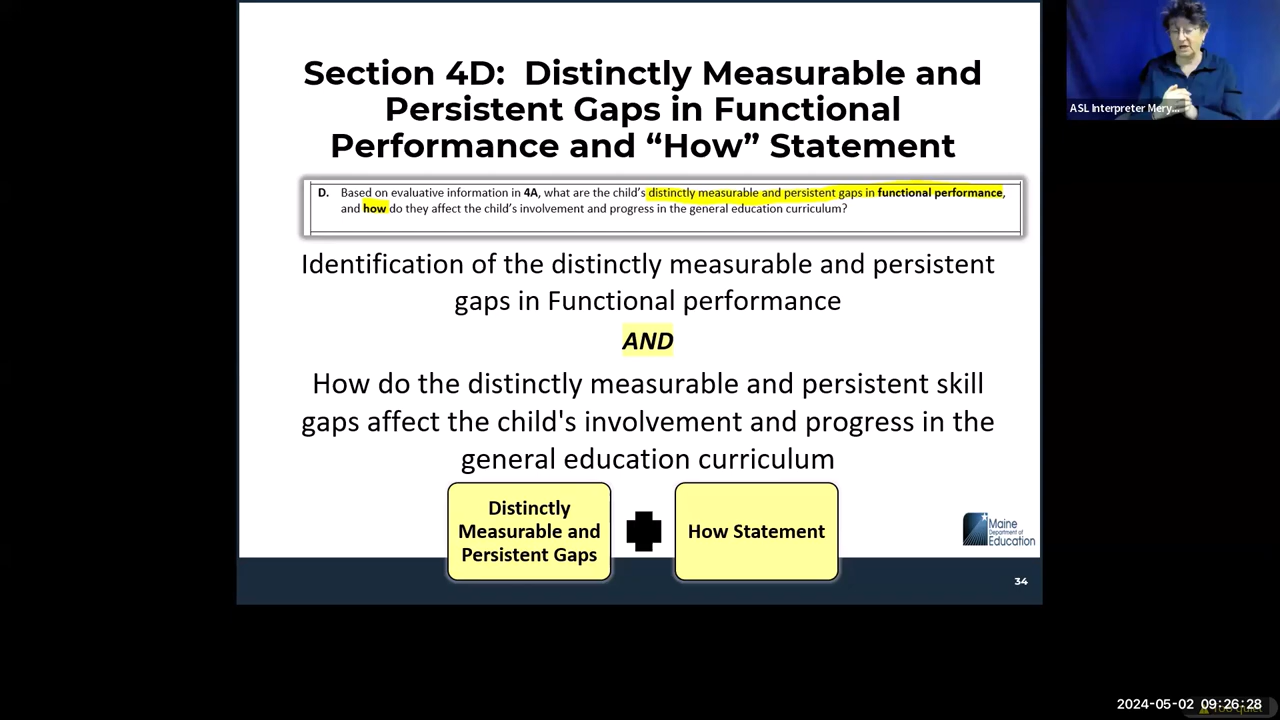 Section 4D: Distinctly Measurable and
Persistent Gaps in Functional
Performance and “How” Statement
D. Based on evaluative information in 4A, what are the child’s distinctly measurable and persistent gaps in functional performance,
and how do they affect the child’s involvement and progress in the general education curriculum?
Identification of the distinctly measurable and persistent
gaps in Functional performance
AND
How do the distinctly measurable and persistent skill
gaps affect the child's involvement and progress in the
general education curriculum
Distinctly
Measurable and
Persistent Gaps
How Statement
Maine
Department of
Education
34
ASL Interpreter Mery...
2024-05-02 09:26:28